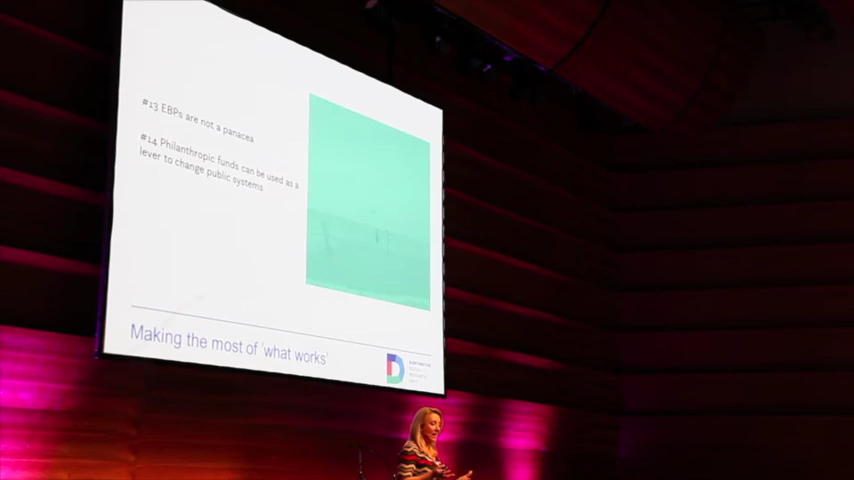 #13 EBPs are not a panacea
#14 Philanthropic funds can be used as a
lever to change public systems
Making the most of 'what works'